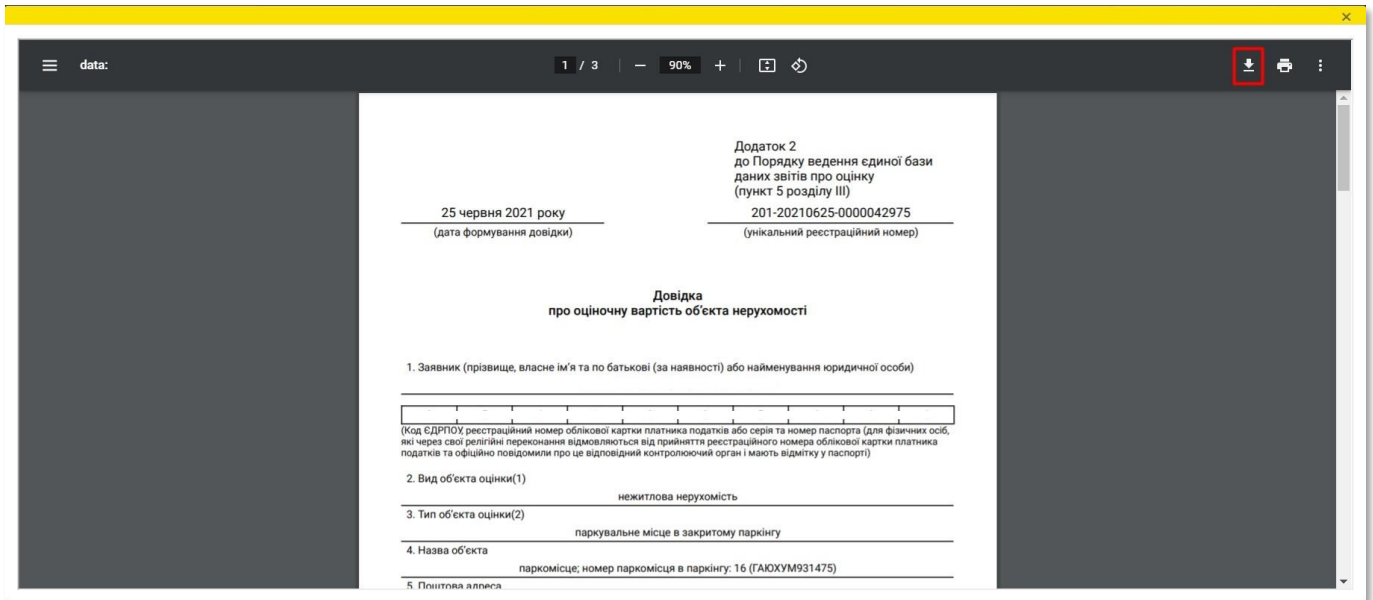 data:
1 / 3
90%
Додаток 2
до Порядку ведення єдиної бази
даних звітів про оцінку
(пункт 5 розділу III)
25 червня 2021 року
201-20210625-0000042975
(дата формування довідки)
(унікальний реєстраційний номер)
Довідка
про оціночну вартість об'єкта нерухомості
1. Заявник (прізвище, власне ім'я та по батькові (за наявності) або найменування юридичної особи)
(Код ЄДРПОУ, реєстраційний номер облікової картки платника податків або серія та номер паспорта (для фізичних осіб,
які через свої релігійні переконання відмовляються від прийняття реєстраційного номера облікової картки платника
податків та офіційно повідомили про це відповідний контролюючий орган і мають відмітку у паспорті)
2. Вид об'єкта оцінки(1)
нежитлова нерухомість
3. Тип об'єкта оцінки(2)
паркувальне місце в закритому паркінгу
4. Назва об'єкта
паркомісце; номер паркомісця в паркінгу: 16 (ГАЮХУМ931475)
5. Поштова адреса